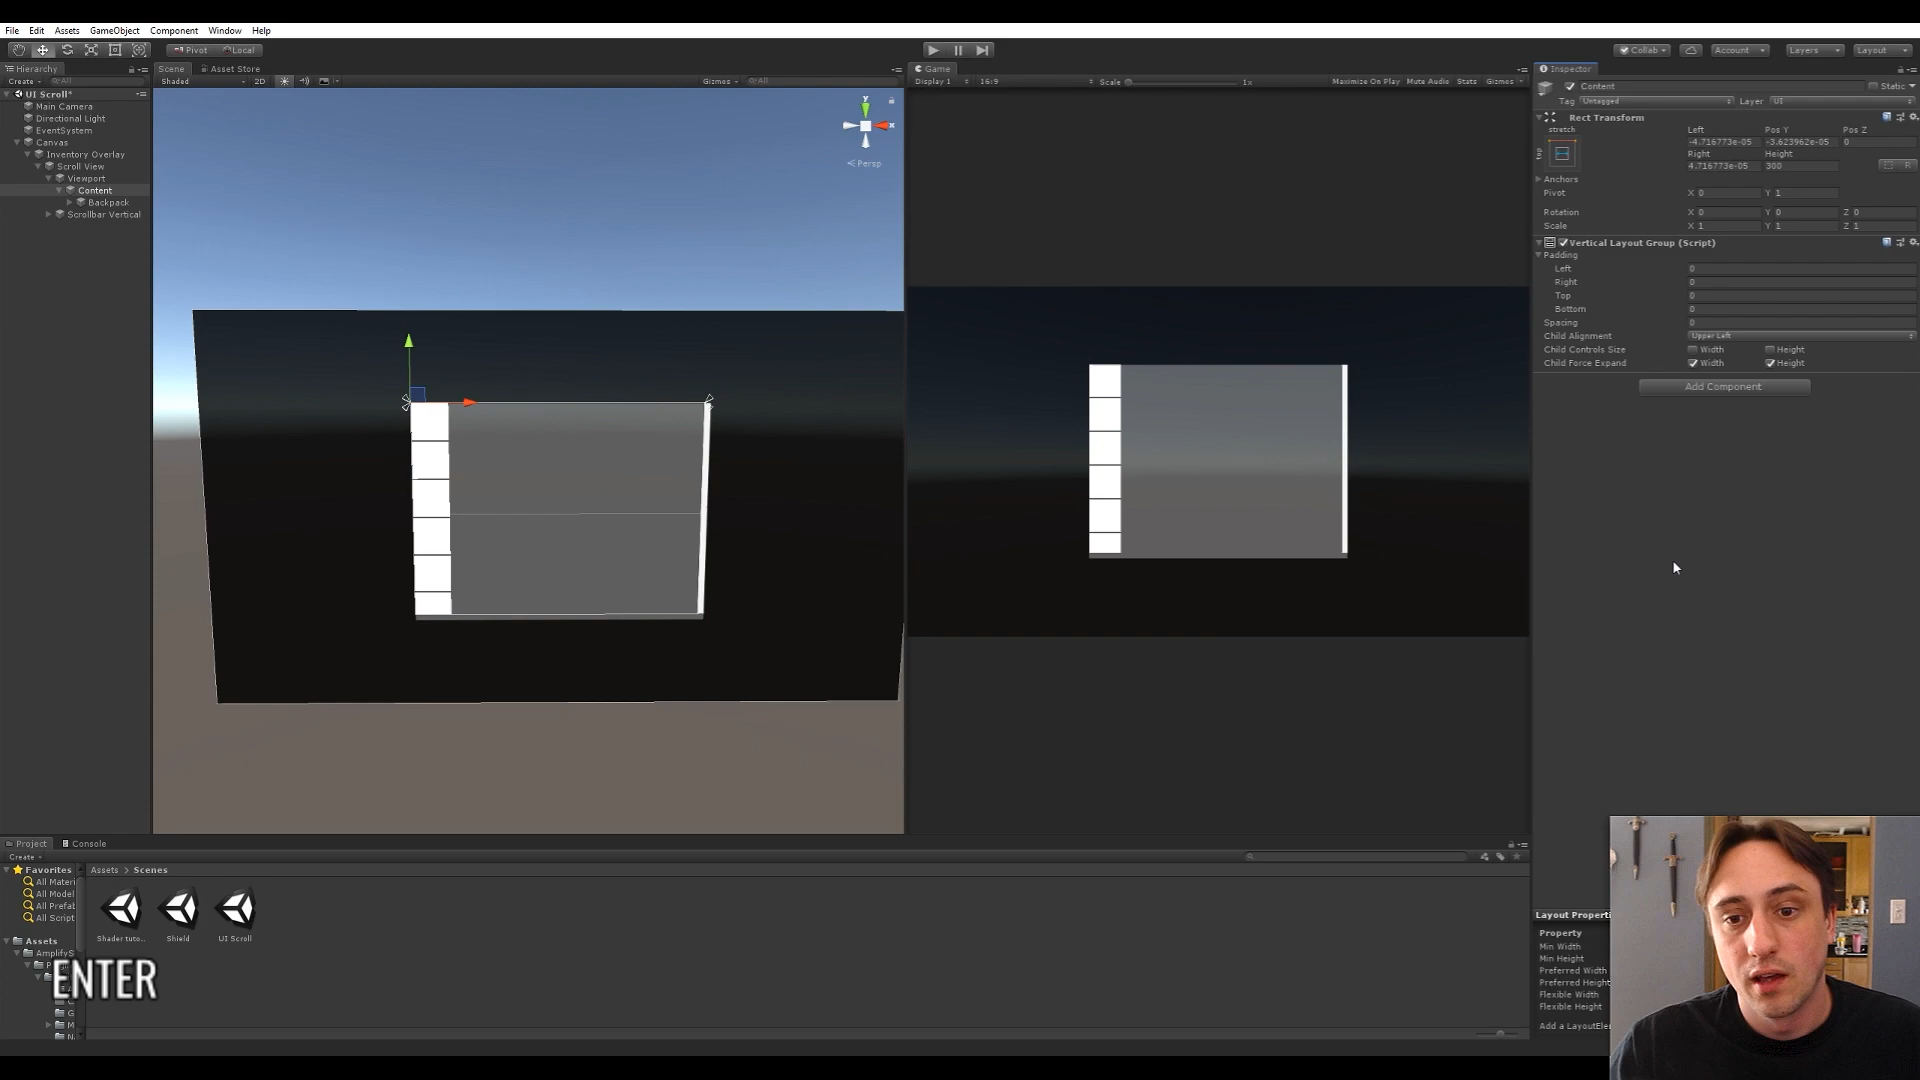 File Edit Assets GameObject Component Window Help
Pivot Local Collab Account Layers Layout
Hierarchy Scene Asset Store Game Inspector
Create All Shaded 2D Gizmos All Display 1 16:9 Scale 1x Maximize On Play Mute Audio Stats Gizmos
UI Scroll*
Main Camera
Directional Light
EventSystem
Canvas
Inventory Overlay
Scroll View
Viewport
Content
Backpack
Scrollbar Vertical
y
x
Persp
Content Static
Tag Untagged Layer UI
Rect Transform
stretch
top
Left Pos Y Pos Z
-4.716773e-05 -3.623962e-05 0
Right Height
4.716773e-05 300
R
Anchors
Pivot X 0 Y 1
Rotation X 0 Y 0 Z 0
Scale X 1 Y 1 Z 1
Vertical Layout Group (Script)
Padding
Left 0
Right 0
Top 0
Bottom 0
Spacing 0
Child Alignment Upper Left
Child Controls Size Width Height
Child Force Expand Width Height
Add Component
Project Console
Create
Favorites
All Materi
All Model
All Prefab
All Script
Assets
AmplifyS
Assets > Scenes
Shader tuto...
Shield
UI Scroll
ENTER
Layout Properti
Property
Min Width
Min Height
Preferred Width
Preferred Height
Flexible Width
Flexible Height
Add a LayoutEle